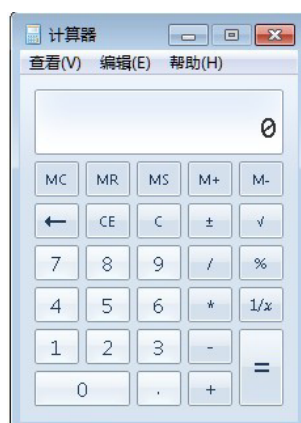 计算器
查看(V) 编辑(E) 帮助(H)
0
MC MR MS M+ M-
← CE C ± √
7 8 9 / %
4 5 6 * 1/x
1 2 3 - =
0 . +